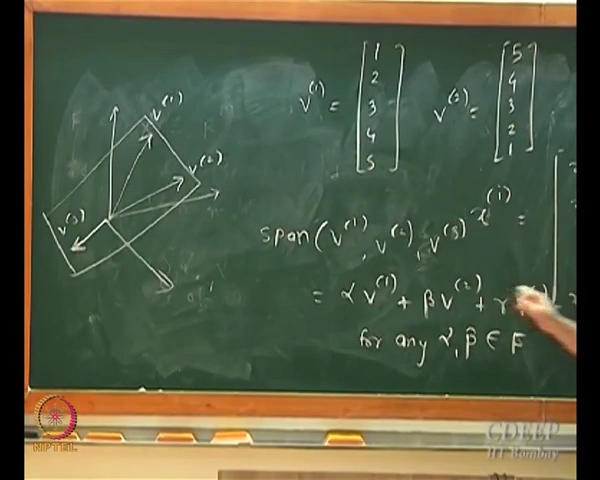 v(1)
v(2)
v(3)
v(1) = [1 2 3 4 5]
v(2) = [5 4 3 2 1]
span(v(1), v(2), v(3)) x(i) =
= α v(1) + β v(2) + γ
for any α, β ∈ F
NPTEL
CDEEP
IIT Bombay